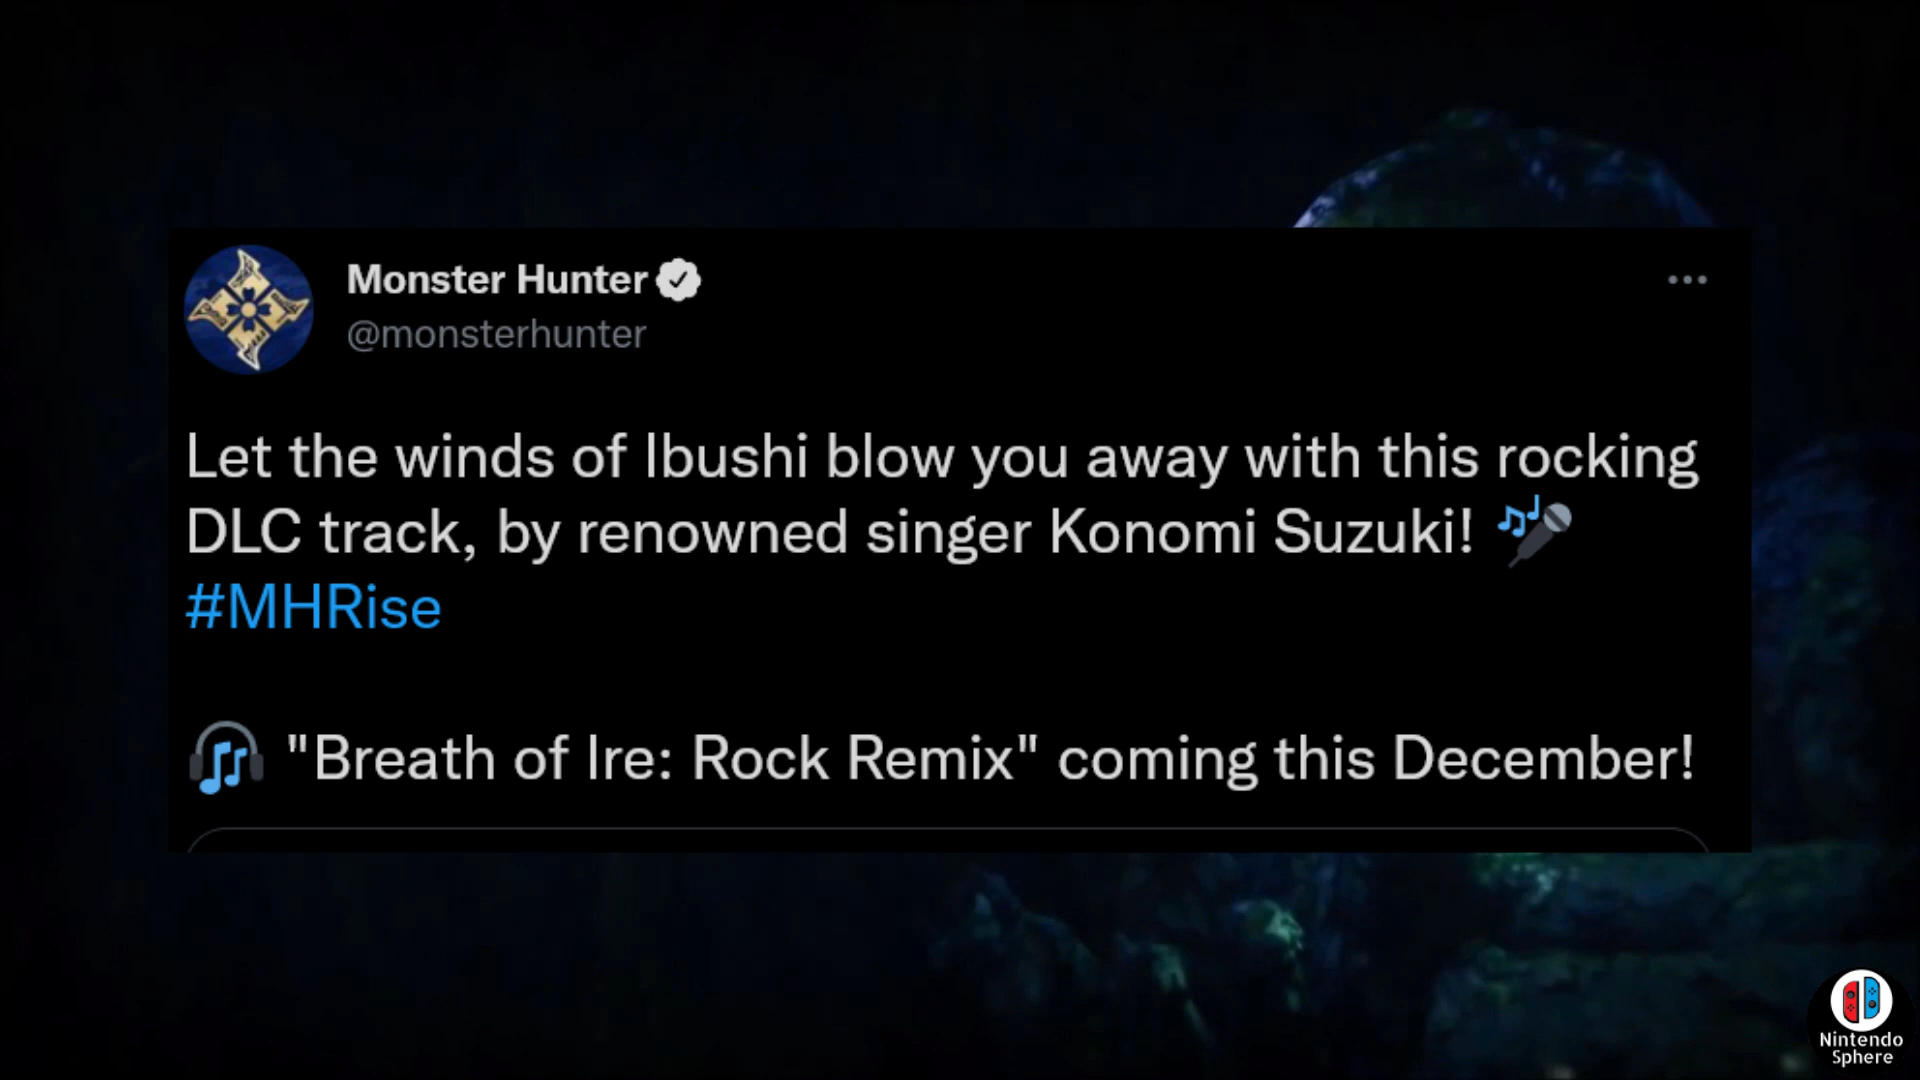 Monster Hunter
@monsterhunter
Let the winds of Ibushi blow you away with this rocking
DLC track, by renowned singer Konomi Suzuki! 🎤
#MHRise
🎧 "Breath of Ire: Rock Remix" coming this December!
Nintendo
Sphere